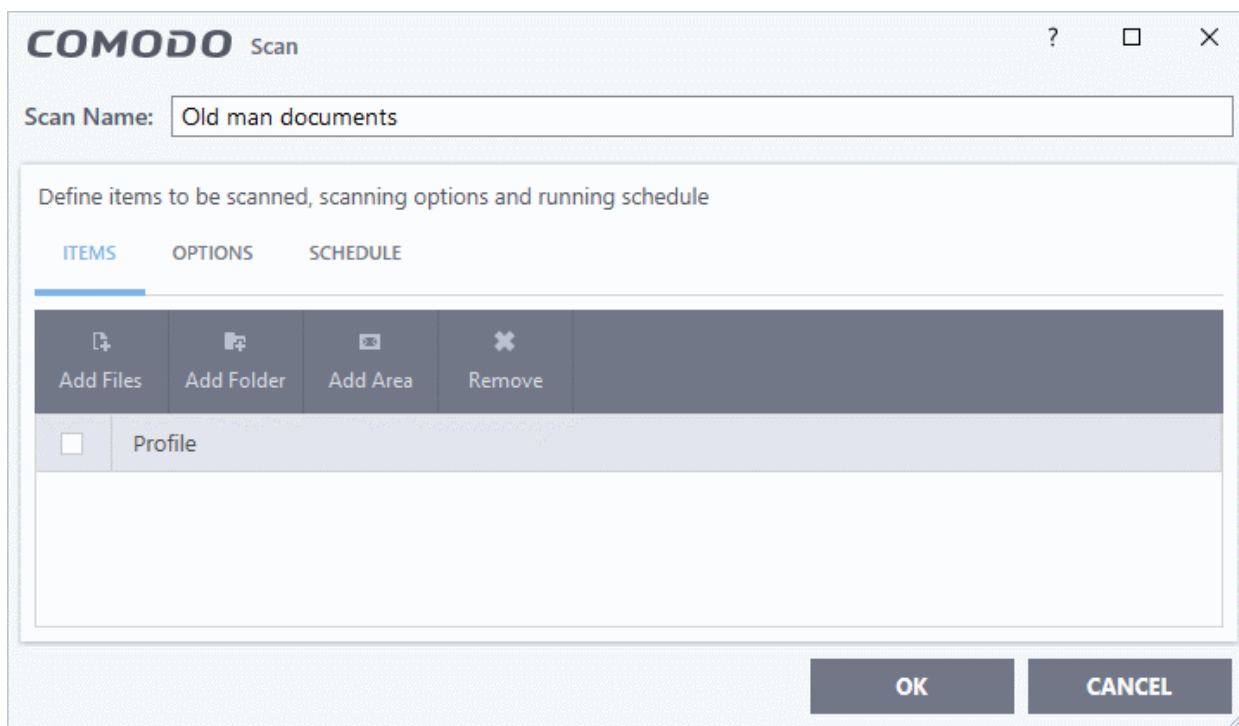 COMODO Scan ?
Scan Name: Old man documents
Define items to be scanned, scanning options and running schedule
ITEMS OPTIONS SCHEDULE
Add Files Add Folder Add Area Remove
Profile
OK CANCEL